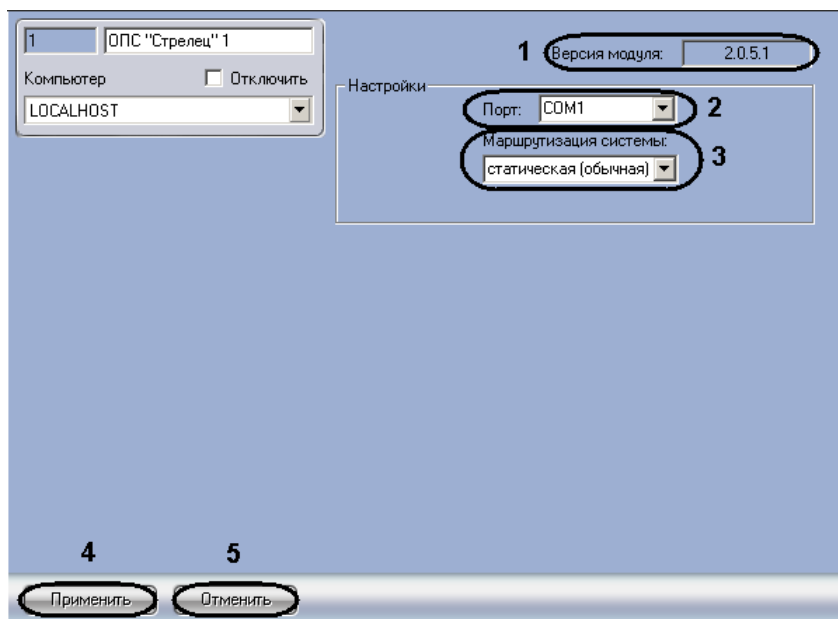 1 ОПС "Стрелец" 1
Компьютер Отключить
LOCALHOST
1 Версия модуля: 2.0.5.1
Настройки
Порт: COM1 2
Маршрутизация системы:
статическая (обычная) 3
4 5
Применить Отменить